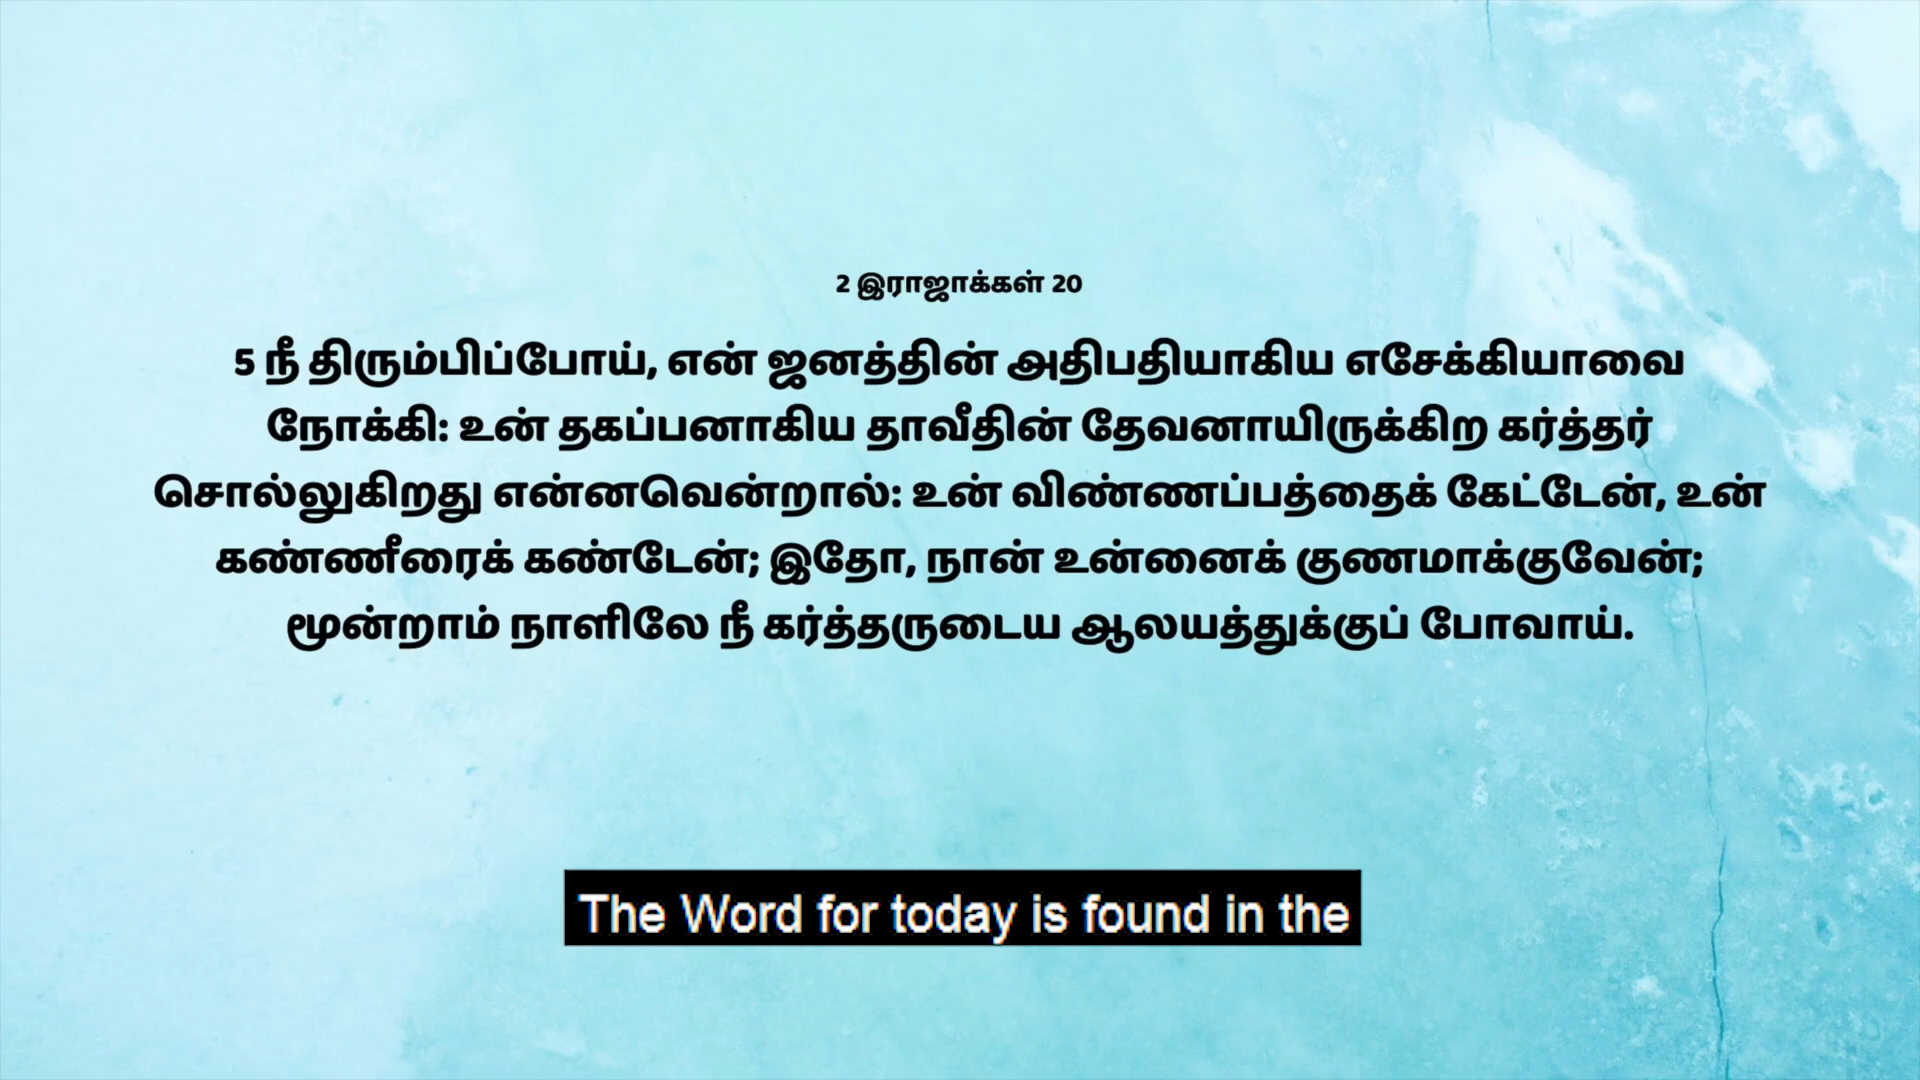 2 இராஜாக்கள் 20
5 நீ திரும்பிப்போய், என் ஜனத்தின் அதிபதியாகிய எசேக்கியாவை
நோக்கி: உன் தகப்பனாகிய தாவீதின் தேவனாயிருக்கிற கர்த்தர்
சொல்லுகிறது என்னவென்றால்: உன் விண்ணப்பத்தைக் கேட்டேன், உன்
கண்ணீரைக் கண்டேன்; இதோ, நான் உன்னைக் குணமாக்குவேன்;
மூன்றாம் நாளிலே நீ கர்த்தருடைய ஆலயத்துக்குப் போவாய்.
The Word for today is found in the